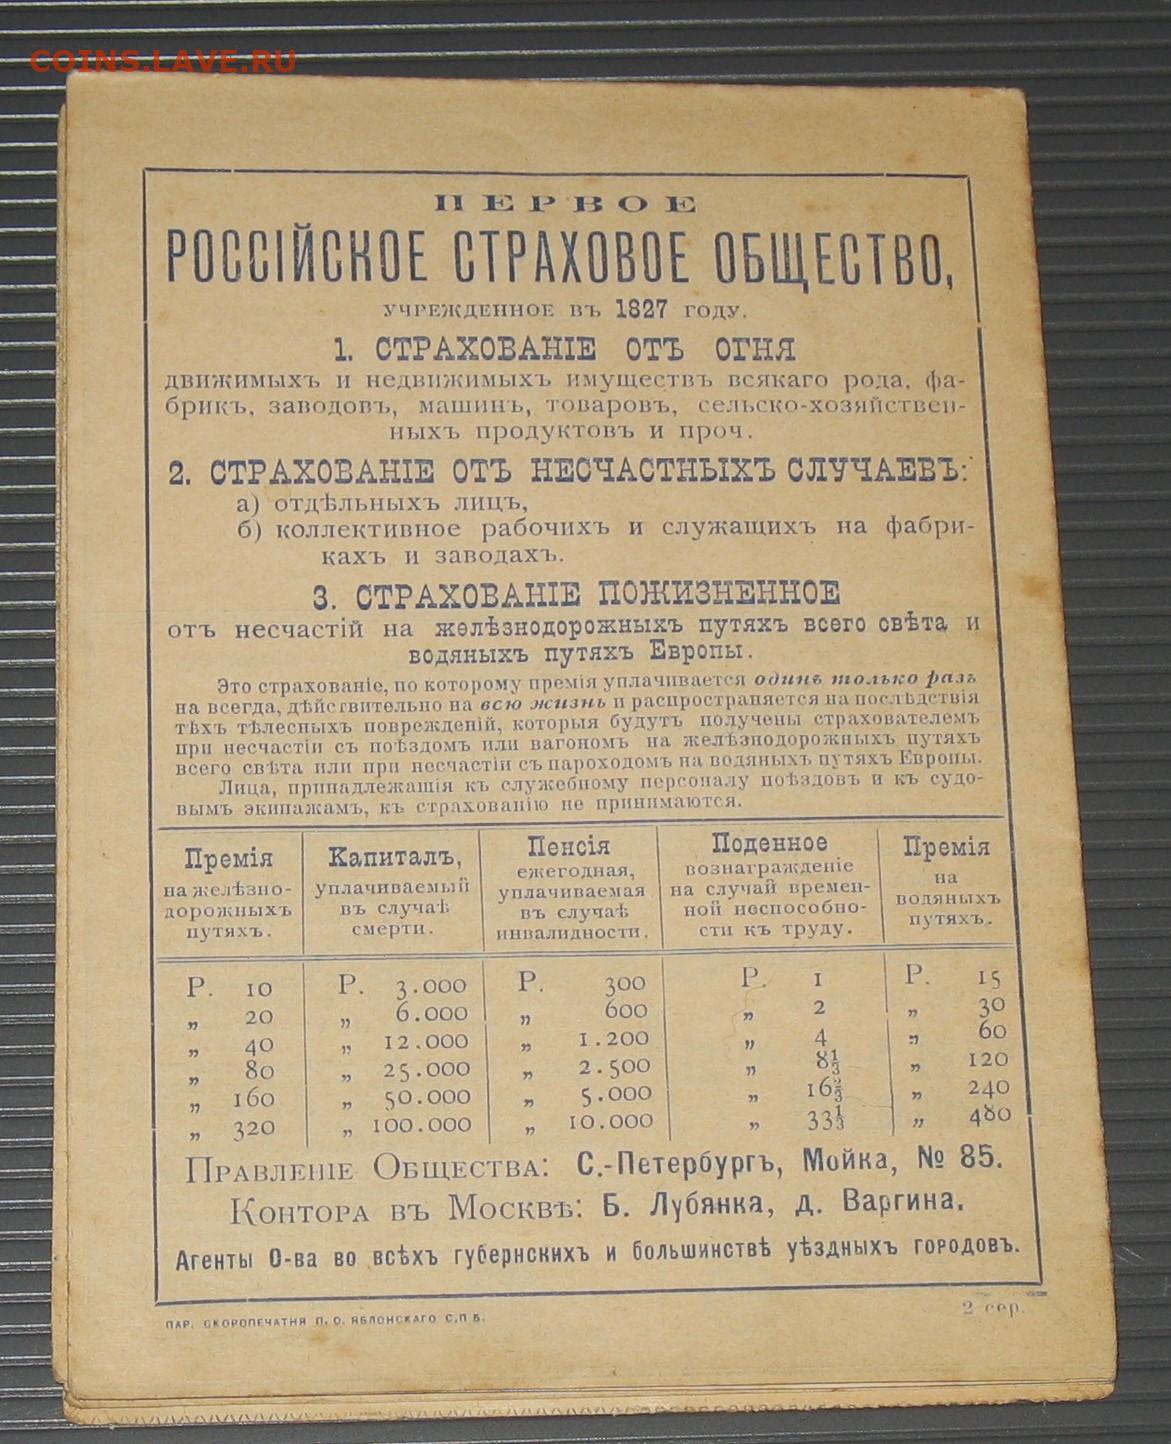 COINS.LAVE.RU
ПЕРВОЕ
РОССІЙСКОЕ СТРАХОВОЕ ОБЩЕСТВО,
УЧРЕЖДЕННОЕ ВЪ 1827 ГОДУ.
1. СТРАХОВАНІЕ ОТЪ ОГНЯ
движимыхъ и недвижимыхъ имуществъ всякаго рода, фа-
брикъ, заводовъ, машинъ, товаровъ, сельско-хозяйствен-
ныхъ продуктовъ и проч.
2. СТРАХОВАНІЕ ОТЪ НЕСЧАСТНЫХЪ СЛУЧАЕВЪ:
а) отдѣльныхъ лицъ,
б) коллективное рабочихъ и служащихъ на фабри-
кахъ и заводахъ.
3. СТРАХОВАНІЕ ПОЖИЗНЕННОЕ
отъ несчастій на желѣзнодорожныхъ путяхъ всего свѣта и
водяныхъ путяхъ Европы.
Это страхованіе, по которому премія уплачивается одинъ только разъ
на всегда, дѣйствительно на всю жизнь и распространяется на послѣдствія
тѣхъ тѣлесныхъ поврежденій, которыя будутъ получены страхователемъ
при несчастіи съ поѣздомъ или вагономъ на желѣзнодорожныхъ путяхъ
всего свѣта или при несчастіи съ пароходомъ на водяныхъ путяхъ Европы.
Лица, принадлежащія къ служебному персоналу поѣздовъ и къ судо-
вымъ экипажамъ, къ страхованію не принимаются.
Премія
на желѣзно-
дорожныхъ
путяхъ.
Капиталъ,
уплачиваемый
въ случаѣ
смерти.
Пенсія
ежегодная,
уплачиваемая
въ случаѣ
инвалидности.
Поденное
вознагражденіе
на случай времен-
ной неспособно-
сти къ труду.
Премія
на
водяныхъ
путяхъ.
Р. 10 Р. 3.000 Р. 300 Р. 1 Р. 15
„ 20 „ 6.000 „ 600 „ 2 „ 30
„ 40 „ 12.000 „ 1.200 „ 4 „ 60
„ 80 „ 25.000 „ 2.500 „ 8⅓ „ 120
„ 160 „ 50.000 „ 5.000 „ 16⅔ „ 240
„ 320 „ 100.000 „ 10.000 „ 33⅓ „ 480
Правленіе Общества: С.-Петербургъ, Мойка, № 85.
Контора въ Москвѣ: Б. Лубянка, д. Варгина.
Агенты О-ва во всѣхъ губернскихъ и большинствѣ уѣздныхъ городовъ.
ПАР. СКОРОПЕЧАТНЯ П. О. ЯБЛОНСКАГО С.П.Б.
2 сер.